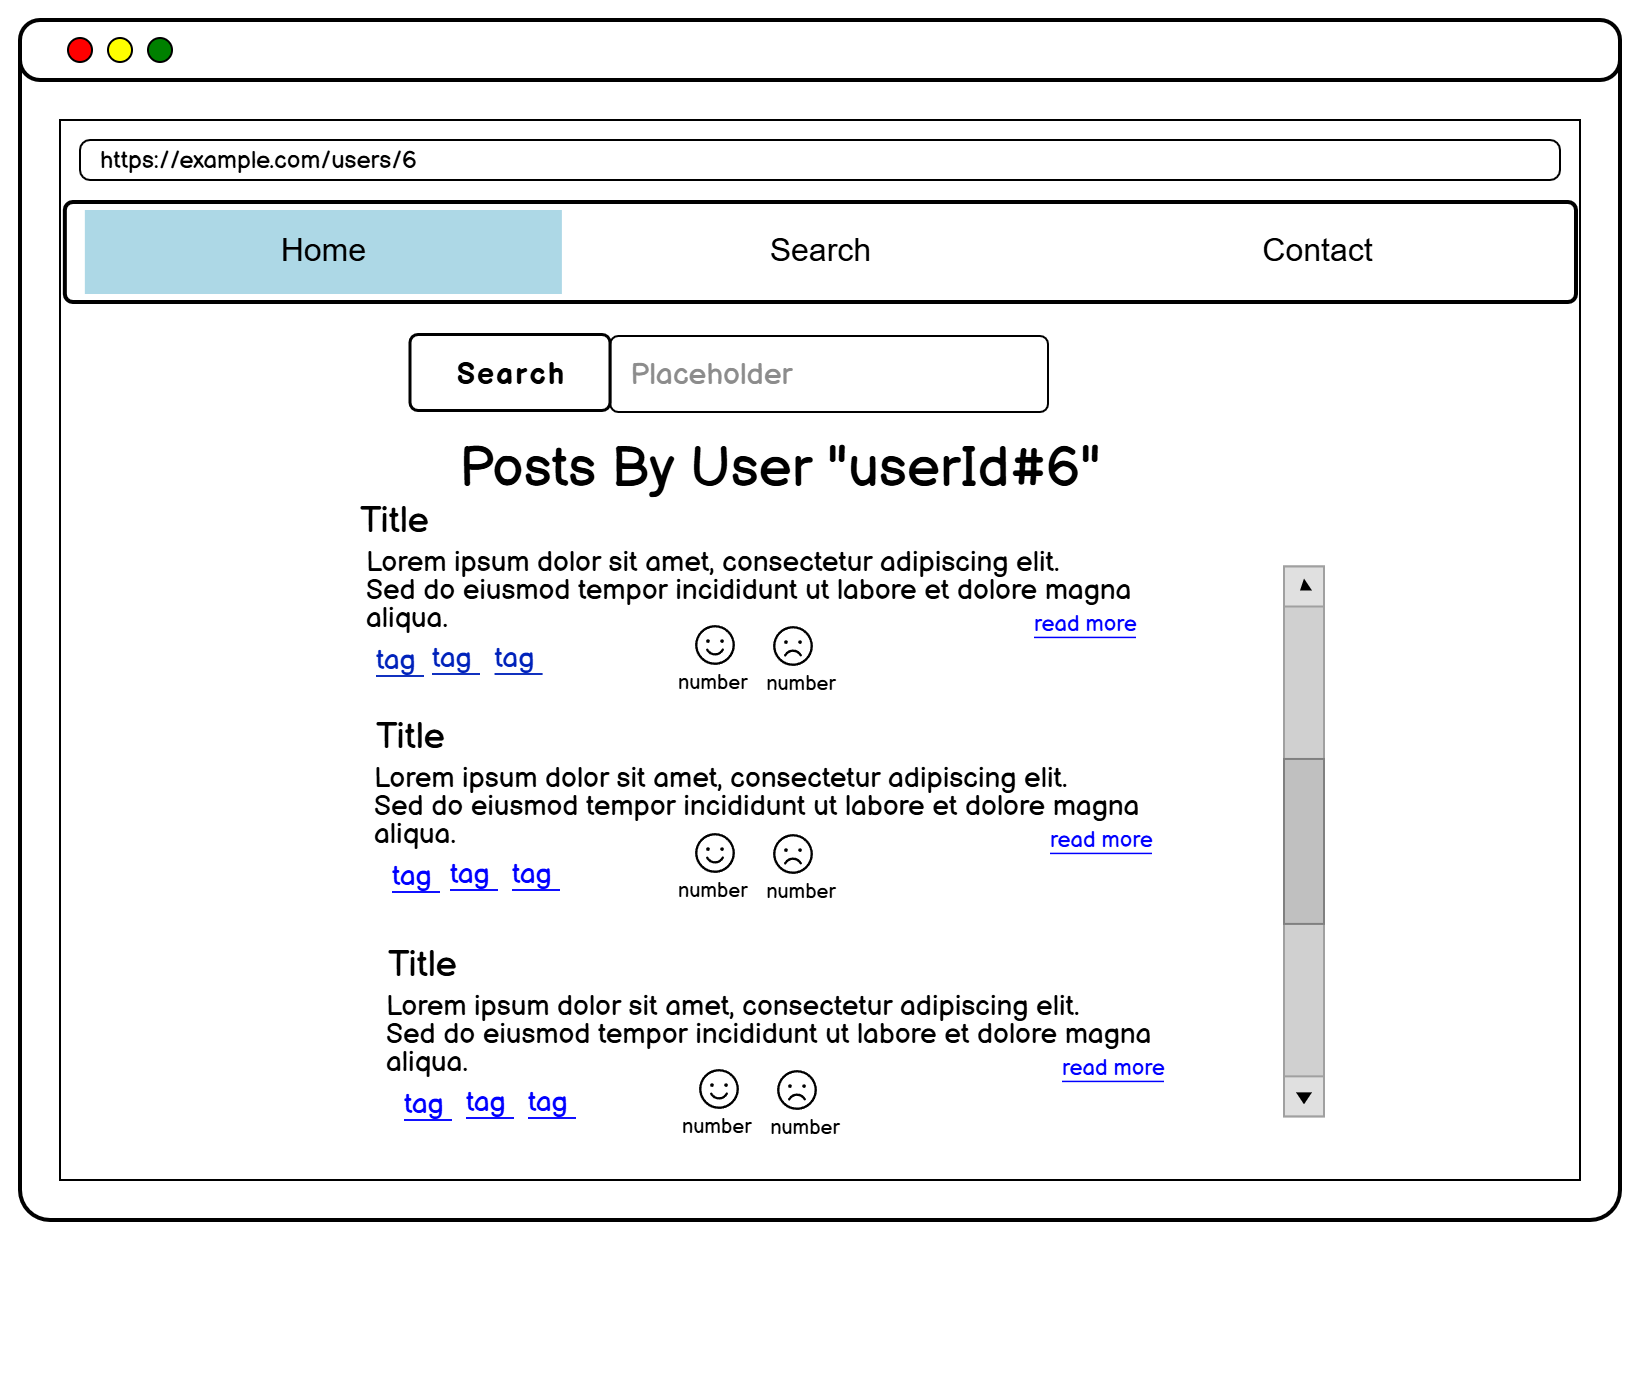 https://example.com/users/6
Home Search Contact
Search Placeholder
Posts By User "userId#6"
Title
Lorem ipsum dolor sit amet, consectetur adipiscing elit.
Sed do eiusmod tempor incididunt ut labore et dolore magna
aliqua.
read more
tag tag tag
number number
Title
Lorem ipsum dolor sit amet, consectetur adipiscing elit.
Sed do eiusmod tempor incididunt ut labore et dolore magna
aliqua.
read more
tag tag tag
number number
Title
Lorem ipsum dolor sit amet, consectetur adipiscing elit.
Sed do eiusmod tempor incididunt ut labore et dolore magna
aliqua.
read more
tag tag tag
number number